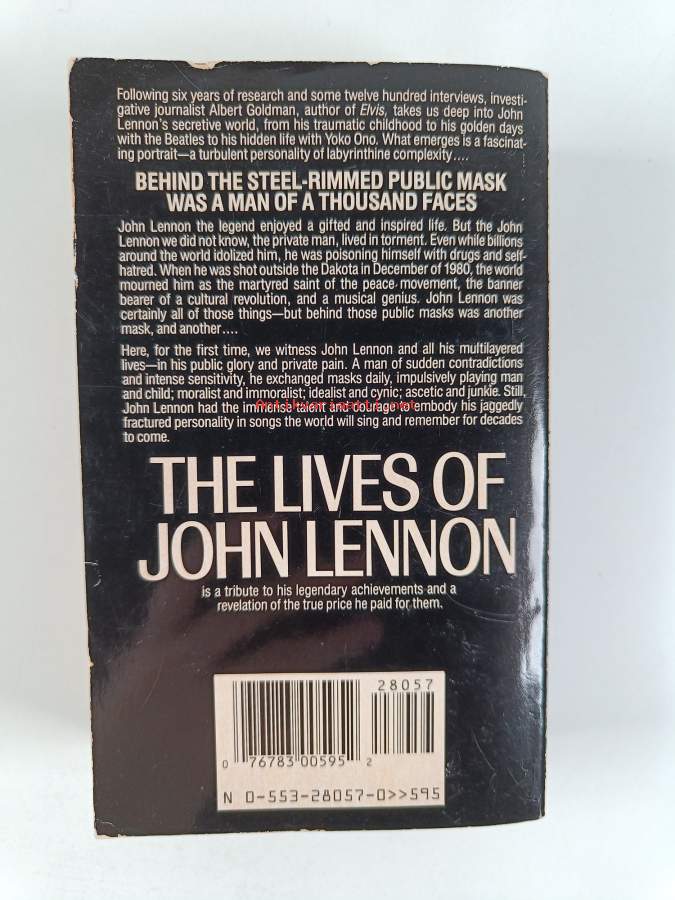 Following six years of research and some twelve hundred interviews, investi-
gative journalist Albert Goldman, author of Elvis, takes us deep into John
Lennon's secretive world, from his traumatic childhood to his golden days
with the Beatles to his hidden life with Yoko Ono. What emerges is a fascinat-
ing portrait—a turbulent personality of labyrinthine complexity....
BEHIND THE STEEL-RIMMED PUBLIC MASK
WAS A MAN OF A THOUSAND FACES
John Lennon the legend enjoyed a gifted and inspired life. But the John
Lennon we did not know, the private man, lived in torment. Even while billions
around the world idolized him, he was poisoning himself with drugs and self-
hatred. When he was shot outside the Dakota in December of 1980, the world
mourned him as the martyred saint of the peace movement, the banner
bearer of a cultural revolution, and a musical genius. John Lennon was
certainly all of those things—but behind those public masks was another
mask, and another....
Here, for the first time, we witness John Lennon and all his multilayered
lives—in his public glory and private pain. A man of sudden contradictions
and intense sensitivity, he exchanged masks daily, impulsively playing man
and child; moralist and immoralist; idealist and cynic; ascetic and junkie. Still,
John Lennon had the immense talent and courage to embody his jaggedly
Antikvariaatti.net
fractured personality in songs the world will sing and remember for decades
to come.
THE LIVES OF
JOHN LENNON
is a tribute to his legendary achievements and a
revelation of the true price he paid for them.
28057
0 76783 00595 2
N 0-553-28057-0>>595